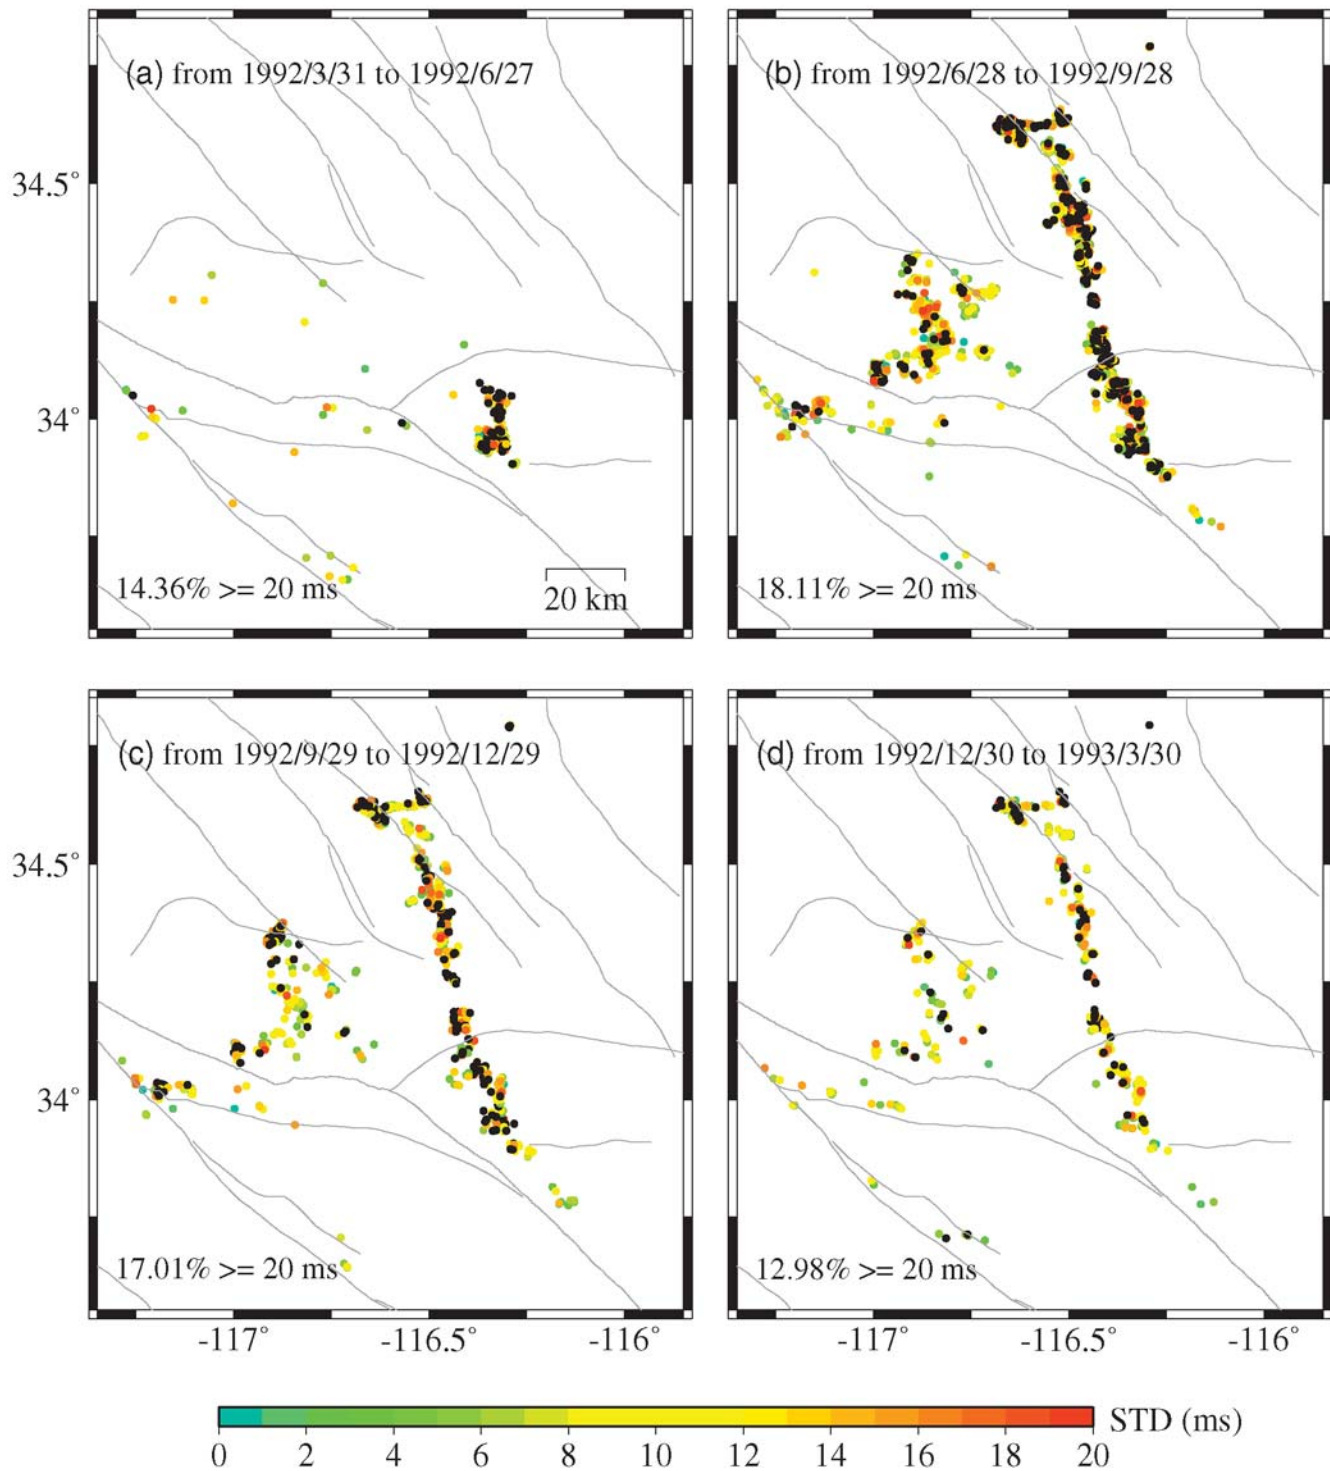 (a) from 1992/3/31 to 1992/6/27
(b) from 1992/6/28 to 1992/9/28
34.5°
34°
14.36% >= 20 ms
20 km
18.11% >= 20 ms
(c) from 1992/9/29 to 1992/12/29
(d) from 1992/12/30 to 1993/3/30
34.5°
34°
17.01% >= 20 ms
12.98% >= 20 ms
-117° -116.5° -116° -117° -116.5° -116°
STD (ms)
0 2 4 6 8 10 12 14 16 18 20